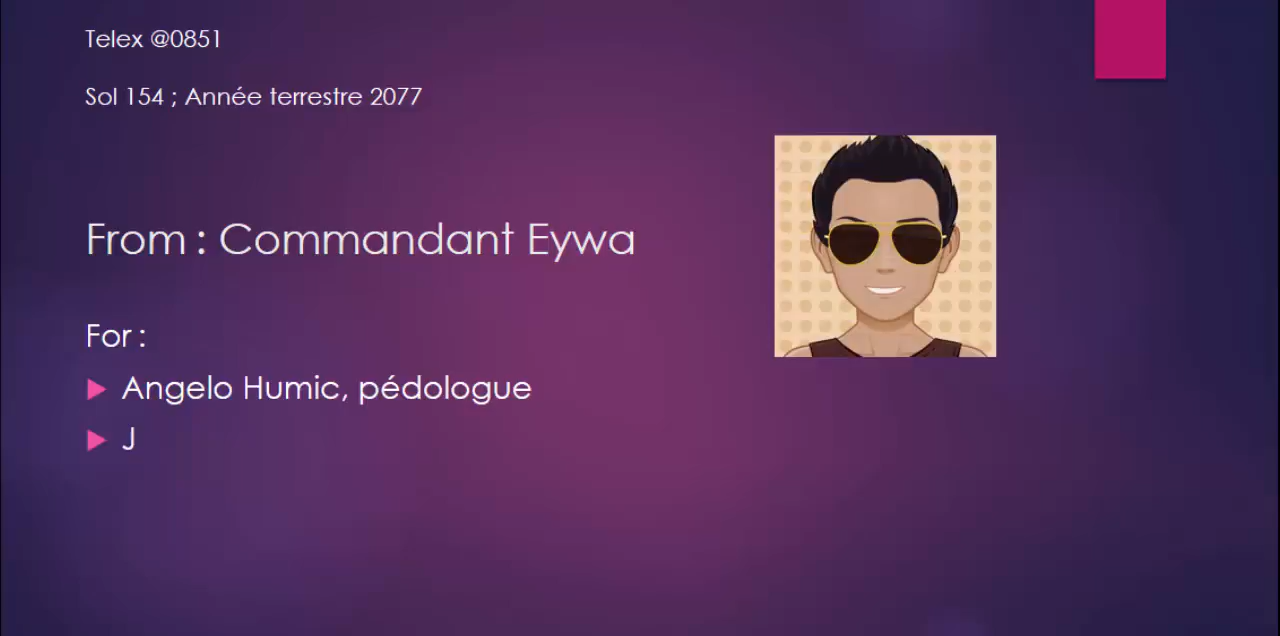 Telex @0851
Sol 154 ; Année terrestre 2077
From : Commandant Eywa
For :
Angelo Humic, pédologue
J